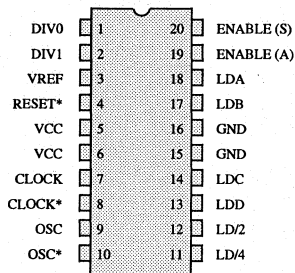 DIV0 1 20 ENABLE (S)
DIV1 2 19 ENABLE (A)
VREF 3 18 LDA
RESET* 4 17 LDB
VCC 5 16 GND
VCC 6 15 GND
CLOCK 7 14 LDC
CLOCK* 8 13 LDD
OSC 9 12 LD/2
OSC* 10 11 LD/4